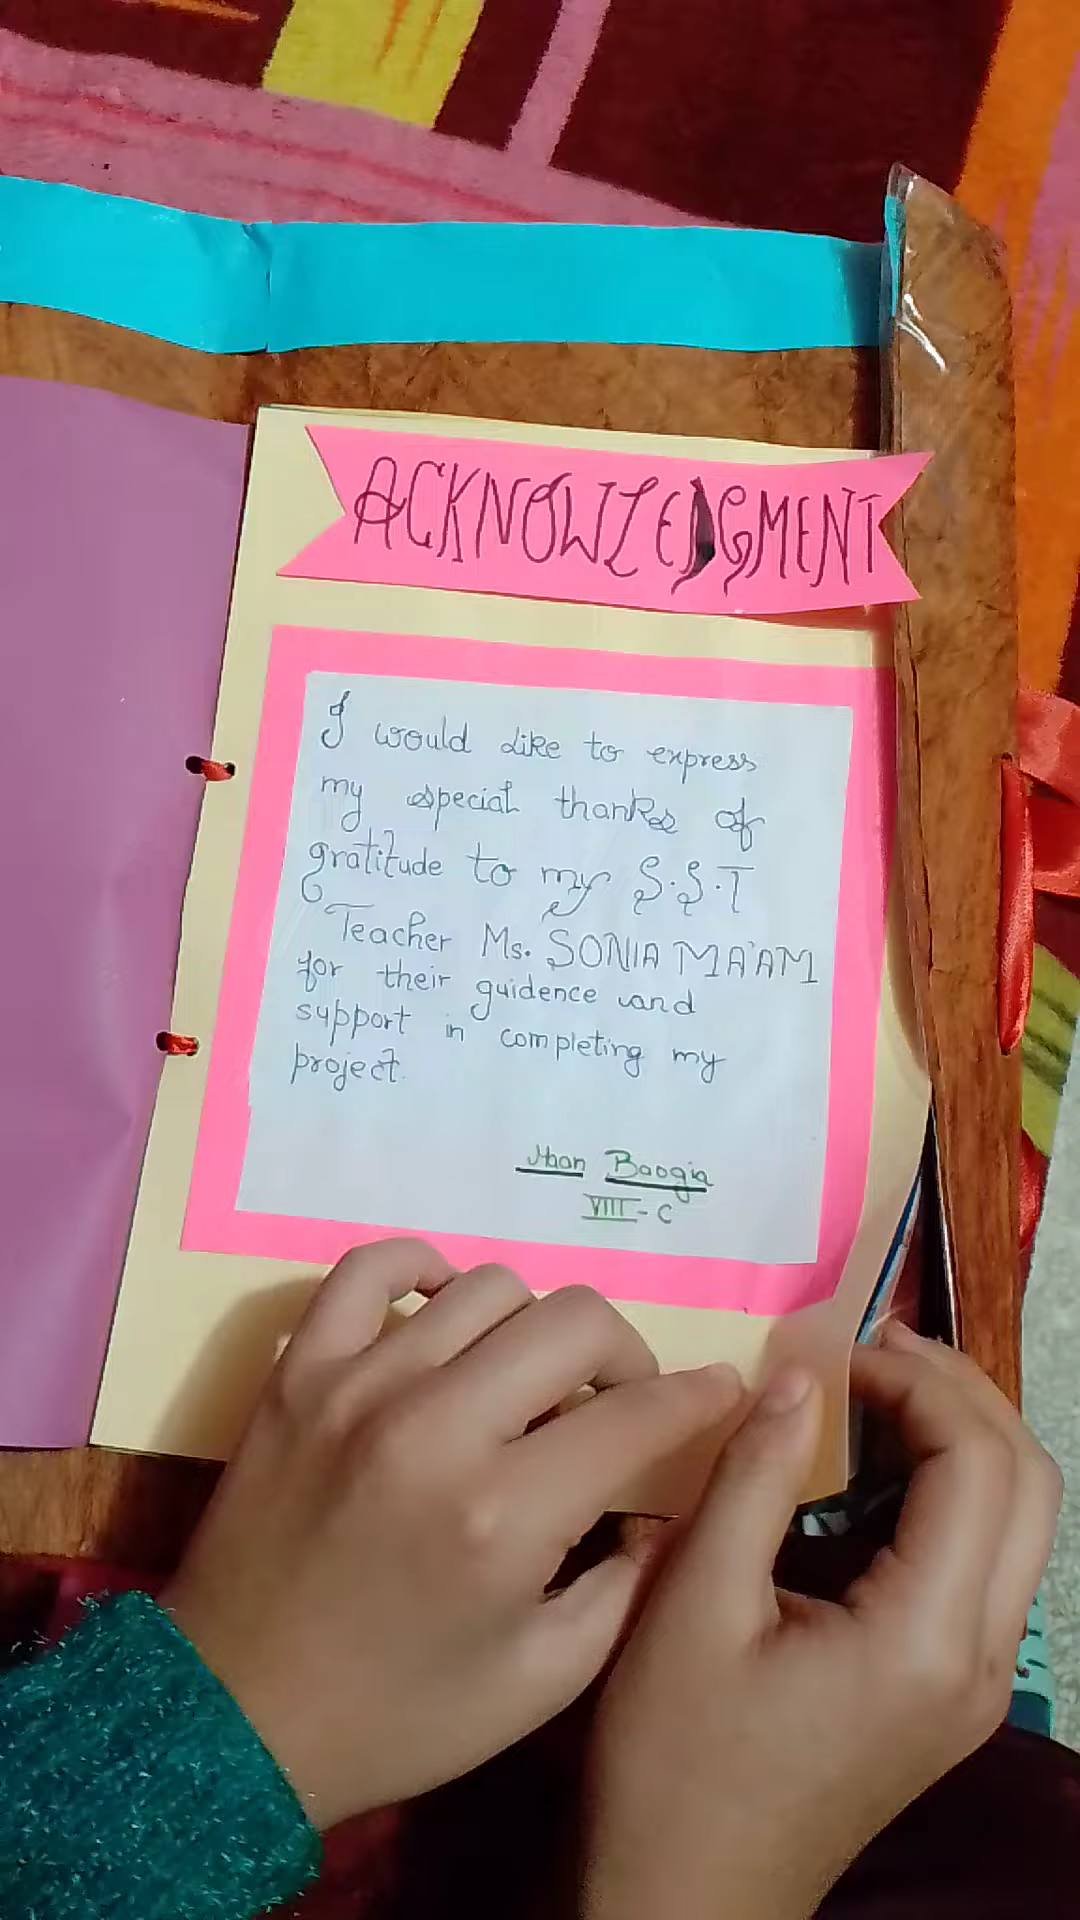 ACKNOWLEDGMENT
I would like to express
my special thanks of
gratitude to my S.S.T
Teacher Ms. SONIA MA'AM
for their guidence and
support in completing my
project.
Baogia
VIII - C